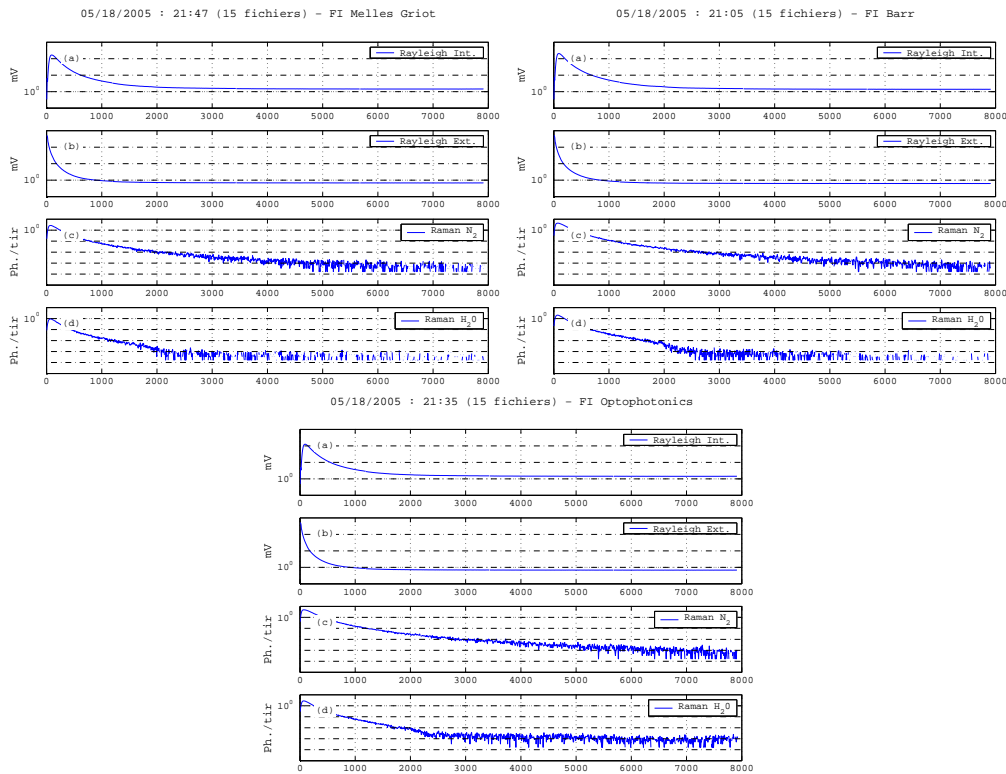 05/18/2005 : 21:47 (15 fichiers) - FI Melles Griot
mV
10⁰
(a)
Rayleigh Int.
0 1000 2000 3000 4000 5000 6000 7000 8000
mV
10⁰
(b)
Rayleigh Ext.
0 1000 2000 3000 4000 5000 6000 7000 8000
Ph./tir
10⁰
(c)
Raman N₂
0 1000 2000 3000 4000 5000 6000 7000 8000
Ph./tir
10⁰
(d)
Raman H₂0
0 1000 2000 3000 4000 5000 6000 7000 8000
05/18/2005 : 21:05 (15 fichiers) - FI Barr
mV
10⁰
(a)
Rayleigh Int.
0 1000 2000 3000 4000 5000 6000 7000 8000
mV
10⁰
(b)
Rayleigh Ext.
0 1000 2000 3000 4000 5000 6000 7000 8000
Ph./tir
10⁰
(c)
Raman N₂
0 1000 2000 3000 4000 5000 6000 7000 8000
Ph./tir
10⁰
(d)
Raman H₂0
0 1000 2000 3000 4000 5000 6000 7000 8000
05/18/2005 : 21:35 (15 fichiers) - FI Optophotonics
mV
10⁰
(a)
Rayleigh Int.
0 1000 2000 3000 4000 5000 6000 7000 8000
mV
10⁰
(b)
Rayleigh Ext.
0 1000 2000 3000 4000 5000 6000 7000 8000
Ph./tir
10⁰
(c)
Raman N₂
0 1000 2000 3000 4000 5000 6000 7000 8000
Ph./tir
10⁰
(d)
Raman H₂0
0 1000 2000 3000 4000 5000 6000 7000 8000